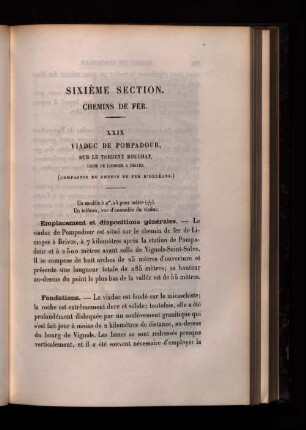 SIXIÈME SECTION.
CHEMINS DE FER.
XXIX
VIADUC DE POMPADOUR,
SUR LE TORRENT BOUCHAT,
LIGNE DE LIMOGES A BRIVES.
(COMPAGNIE DU CHEMIN DE FER D'ORLÉANS.)
Un modèle à 0m,04 pour mètre
Un tableau, vue d'ensemble du viaduc.
Emplacement et dispositions générales. — Le
viaduc de Pompadour est situé sur le chemin de fer de Li-
moges à Brives, à 7 kilomètres après la station de Pompa-
dour et à 2 500 mètres avant celle de Vignols-Saint-Solve.
Il se compose de huit arches de 25 mètres d'ouverture et
présente une longueur totale de 285 mètres; sa hauteur
au-dessus du point le plus bas de la vallée est de 55 mètres.
Fondations. — Le viaduc est fondé sur le micaschiste;
la roche est extrêmement dure et solide; toutefois, elle a été
profondément disloquée par un soulèvement granitique qui
s'est fait jour à moins de 2 kilomètres de distance, au-dessus
du bourg de Vignols. Les bancs se sont redressés presque
verticalement, et il a été souvent nécessaire d'employer la